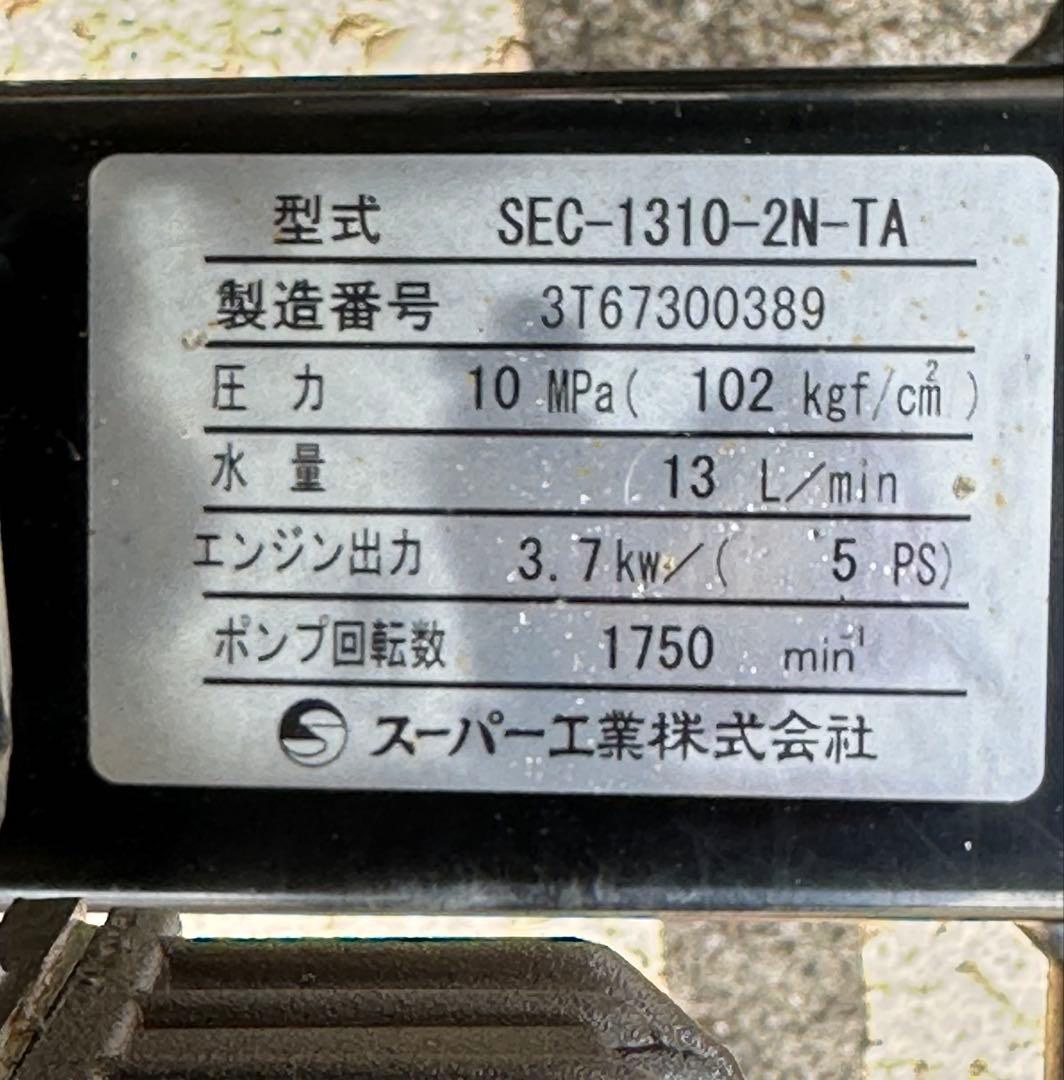 型式 SEC-1310-2N-TA
製造番号 3T67300389
圧 力 10 MPa( 102 kgf/cm² )
水 量 13 L/min
エンジン出力 3.7kw/( 5 PS)
ポンプ回転数 1750 min⁻¹
スーパー工業株式会社